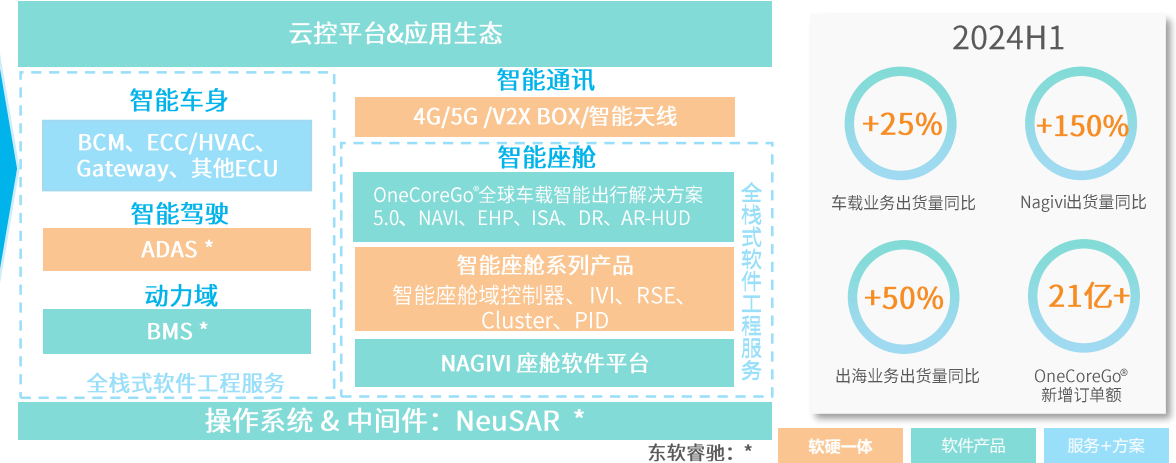 云控平台&应用生态
智能车身
BCM、ECC/HVAC、
Gateway、其他ECU
智能驾驶
ADAS *
动力域
BMS *
全栈式软件工程服务
智能通讯
4G/5G /V2X BOX/智能天线
智能座舱
OneCoreGo®全球车载智能出行解决方案
5.0、NAVI、EHP、ISA、DR、AR-HUD
智能座舱系列产品
智能座舱域控制器、 IVI、RSE、
Cluster、PID
NAGIVI 座舱软件平台
全栈式软件工程服务
操作系统 & 中间件：NeuSAR *
东软睿驰：*
2024H1
+25%
车载业务出货量同比
+150%
Nagivi出货量同比
+50%
出海业务出货量同比
21亿+
OneCoreGo®
新增订单额
软硬一体
软件产品
服务+方案